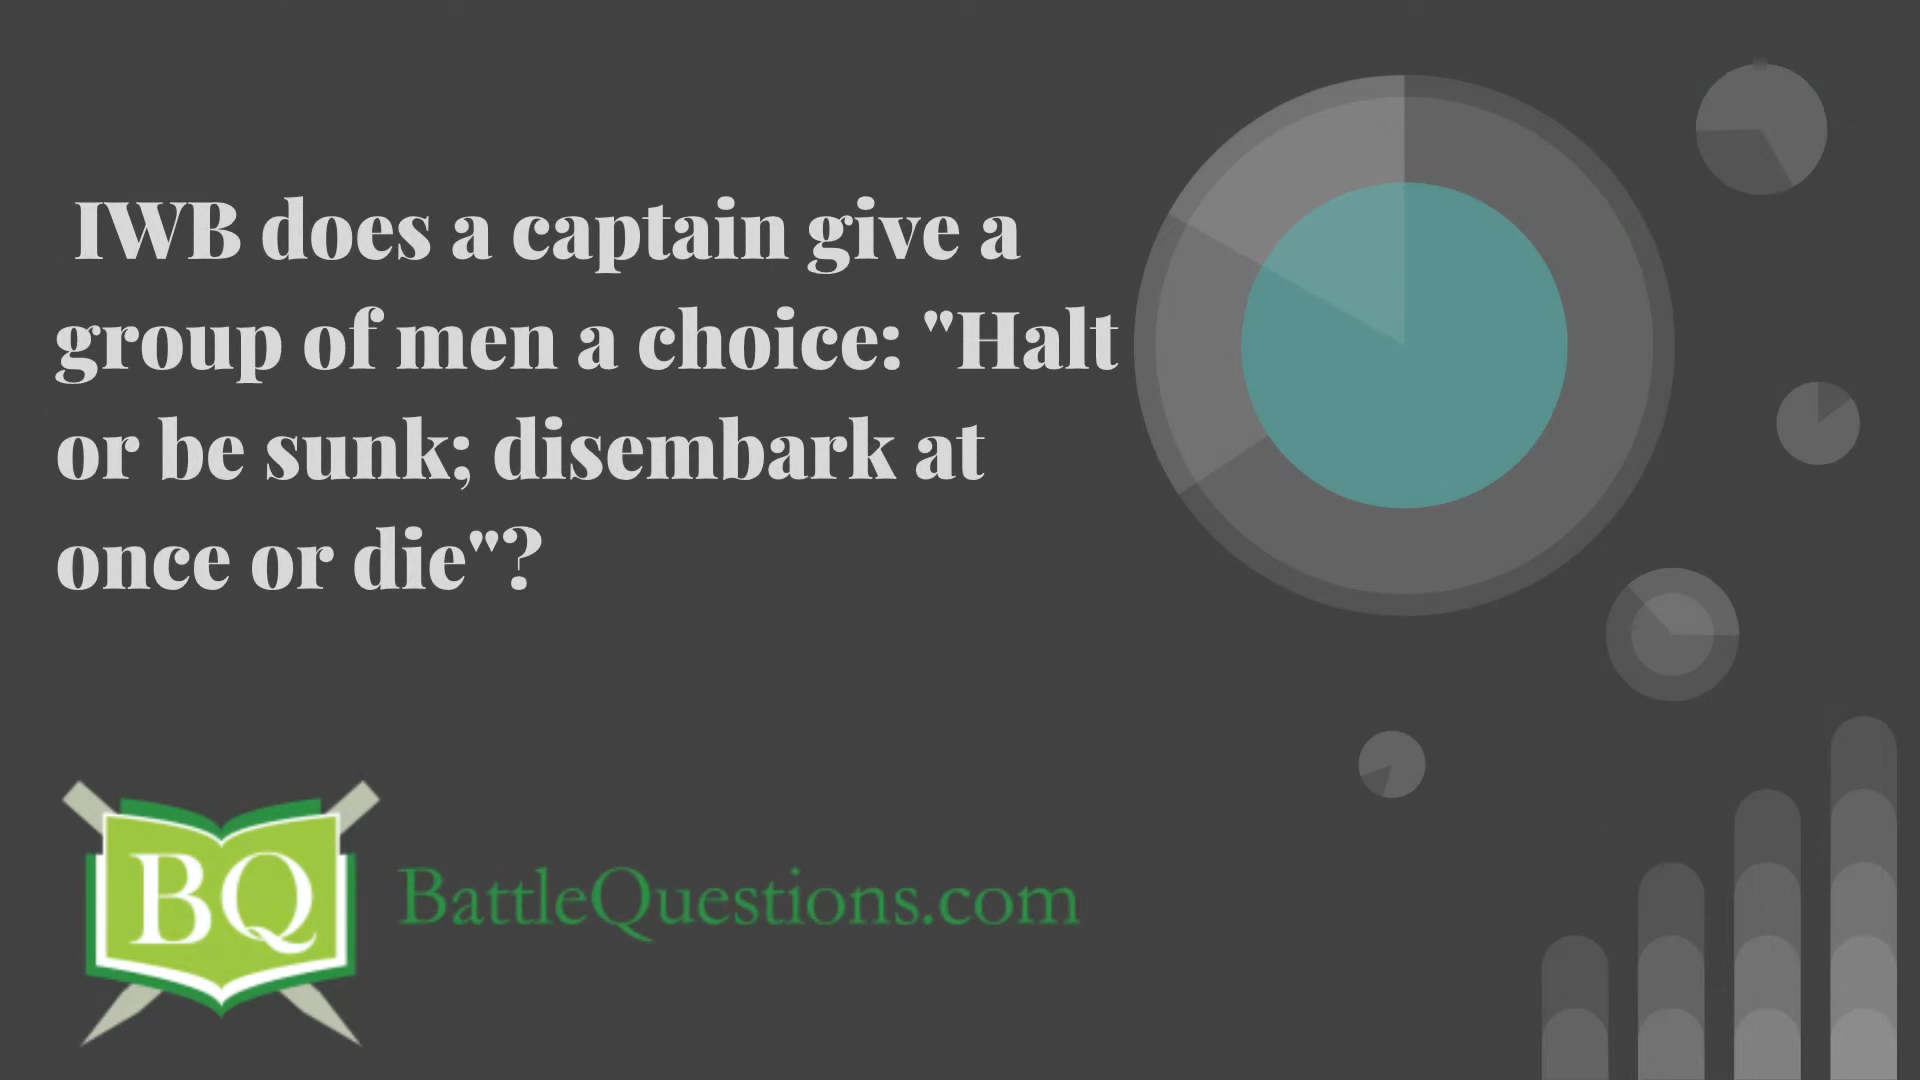 IWB does a captain give a
group of men a choice: "Halt
or be sunk; disembark at
once or die"?
BQ
BattleQuestions.com